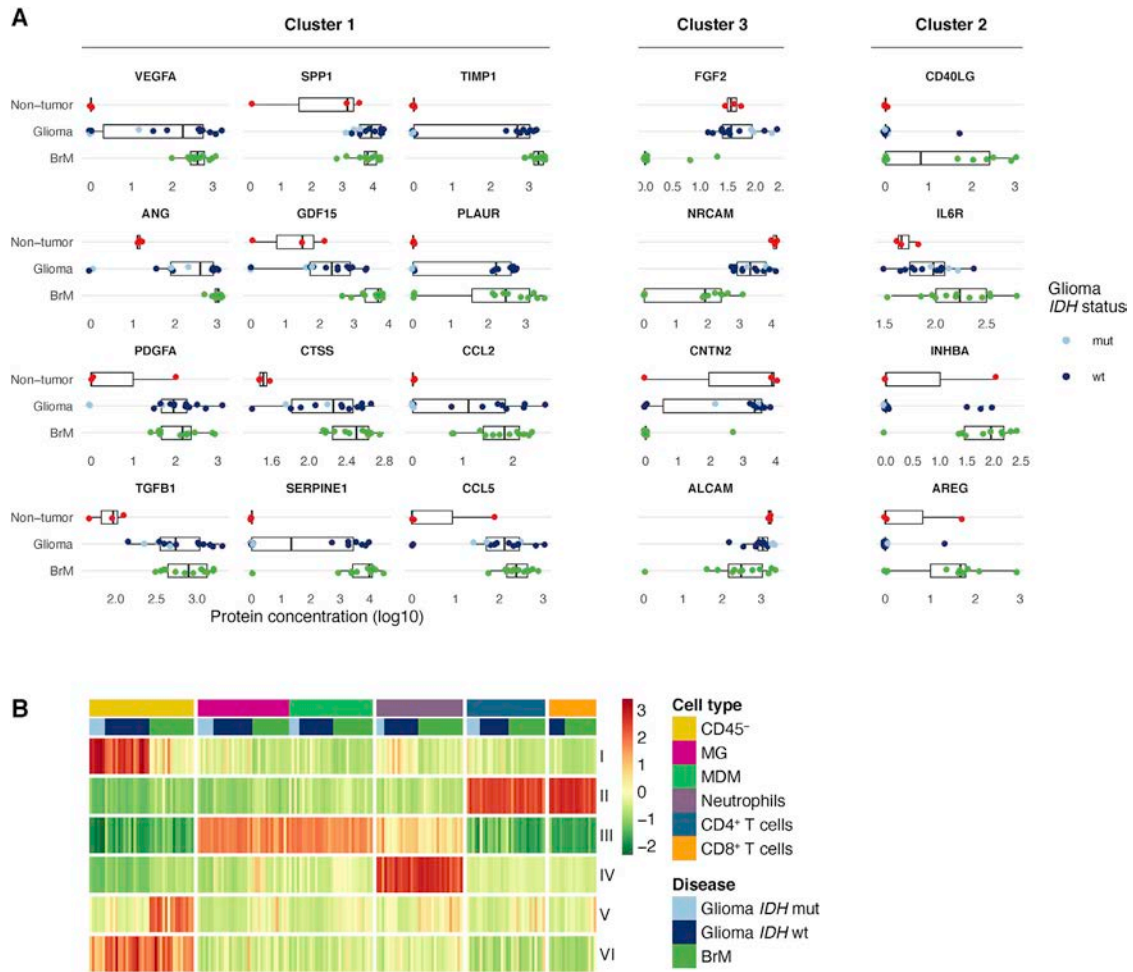 A
Cluster 1 Cluster 3 Cluster 2
VEGFA SPP1 TIMP1 FGF2 CD40LG
Non–tumor
Glioma
BrM
0 1 2 3 0 1 2 3 4 0 1 2 3 0.0 0.5 1.0 1.5 2.0 2. 0 1 2 3
ANG GDF15 PLAUR NRCAM IL6R
Non–tumor
Glioma
BrM
0 1 2 3 0 1 2 3 4 0 1 2 3 0 1 2 3 4 1.5 2.0 2.5
Glioma
IDH status
mut
wt
PDGFA CTSS CCL2 CNTN2 INHBA
Non–tumor
Glioma
BrM
0 1 2 3 1.6 2.0 2.4 2.8 0 1 2 0 1 2 3 4 0.0 0.5 1.0 1.5 2.0 2.5
TGFB1 SERPINE1 CCL5 ALCAM AREG
Non–tumor
Glioma
BrM
2.0 2.5 3.0 0 1 2 3 4 0 1 2 3 0 1 2 3 0 1 2 3
Protein concentration (log10)
B
I
II
III
IV
V
VI
3
2
1
0
−1
−2
Cell type
CD45⁻
MG
MDM
Neutrophils
CD4⁺ T cells
CD8⁺ T cells
Disease
Glioma IDH mut
Glioma IDH wt
BrM